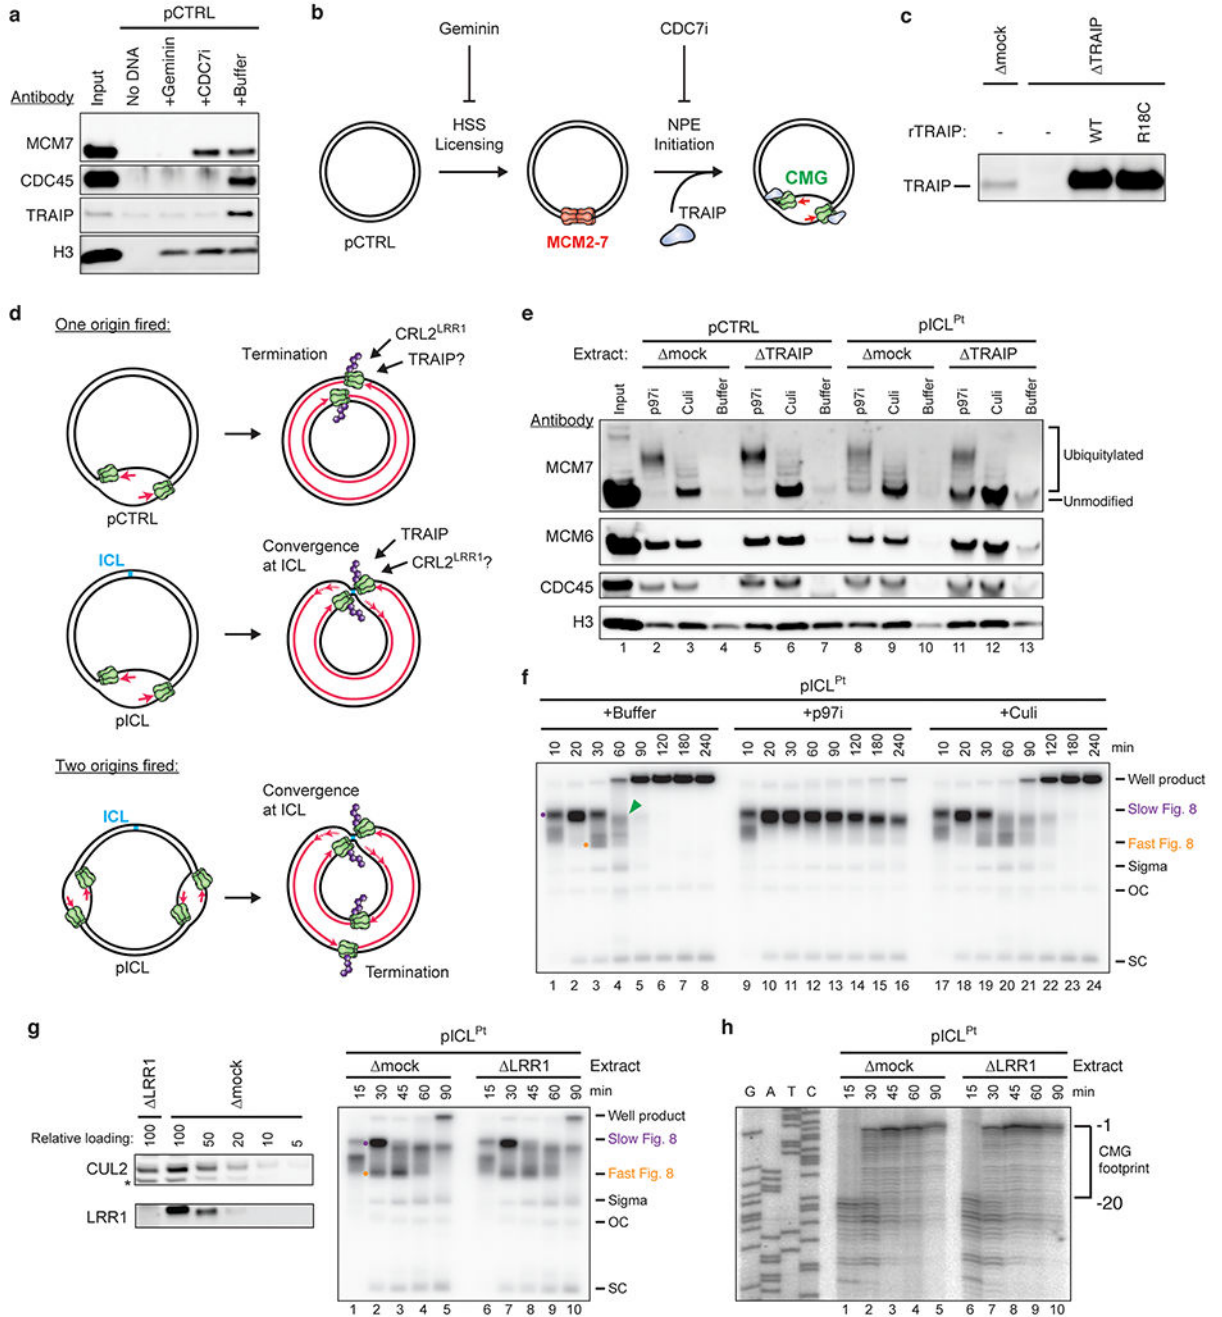 a
pCTRL
Antibody
Input
No DNA
+Geminin
+CDC7i
+Buffer
MCM7
CDC45
TRAIP
H3
b
Geminin
CDC7i
HSS
Licensing
NPE
Initiation
pCTRL
MCM2-7
TRAIP
CMG
c
Δmock
ΔTRAIP
rTRAIP:
-
-
WT
R18C
TRAIP
d
One origin fired:
Termination
CRL2LRR1
TRAIP?
pCTRL
ICL
Convergence
at ICL
TRAIP
CRL2LRR1?
pICL
Two origins fired:
ICL
Convergence
at ICL
pICL
Termination
e
pCTRL
pICLPt
Extract:
Δmock
ΔTRAIP
Δmock
ΔTRAIP
Antibody
Input
p97i
Culi
Buffer
p97i
Culi
Buffer
p97i
Culi
Buffer
p97i
Culi
Buffer
MCM7
Ubiquitylated
Unmodified
MCM6
CDC45
H3
1 2 3 4 5 6 7 8 9 10 11 12 13
f
pICLPt
+Buffer
+p97i
+Culi
10 20 30 60 90 120 180 240
10 20 30 60 90 120 180 240
10 20 30 60 90 120 180 240
min
Well product
Slow Fig. 8
Fast Fig. 8
Sigma
OC
SC
1 2 3 4 5 6 7 8 9 10 11 12 13 14 15 16 17 18 19 20 21 22 23 24
g
ΔLRR1
Δmock
Relative loading:
100 100 50 20 10 5
CUL2
*
LRR1
pICLPt
Δmock
ΔLRR1
Extract
15 30 45 60 90 15 30 45 60 90 min
Well product
Slow Fig. 8
Fast Fig. 8
Sigma
OC
SC
1 2 3 4 5 6 7 8 9 10
h
pICLPt
Δmock
ΔLRR1
Extract
G A T C
15 30 45 60 90 15 30 45 60 90 min
-1
CMG
footprint
-20
1 2 3 4 5 6 7 8 9 10